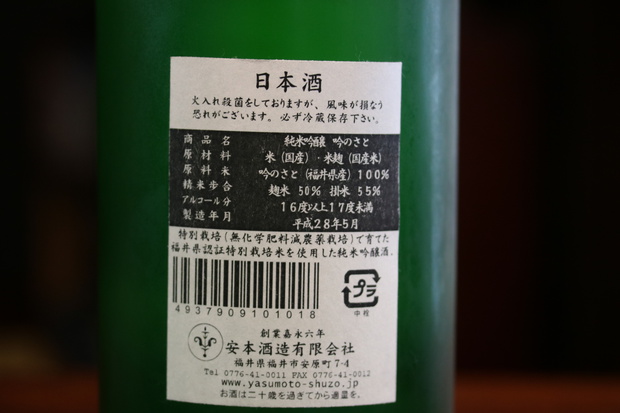 日本酒
火入れ殺菌をしておりますが、風味が損なう
恐れがございます。必ず冷蔵保存下さい。
商品名 純米吟醸 吟のさと
原材料 米(国産)・米麹(国産米)
原料米 吟のさと(福井県産)100%
精米歩合 麹米 50% 掛米 55%
アルコール分 16度以上17度未満
製造年月 平成28年5月
特別栽培(無化学肥料減農薬栽培)で育てた
福井県認証特別栽培米を使用した純米吟醸酒。
4937909101018
プラ
中栓
創業嘉永六年
安本酒造有限会社
福井県福井市安原町7-4
Tel 0776-41-0011 FAX 0776-41-0012
www.yasumoto-shuzo.jp
お酒は二十歳を過ぎてから適量を。